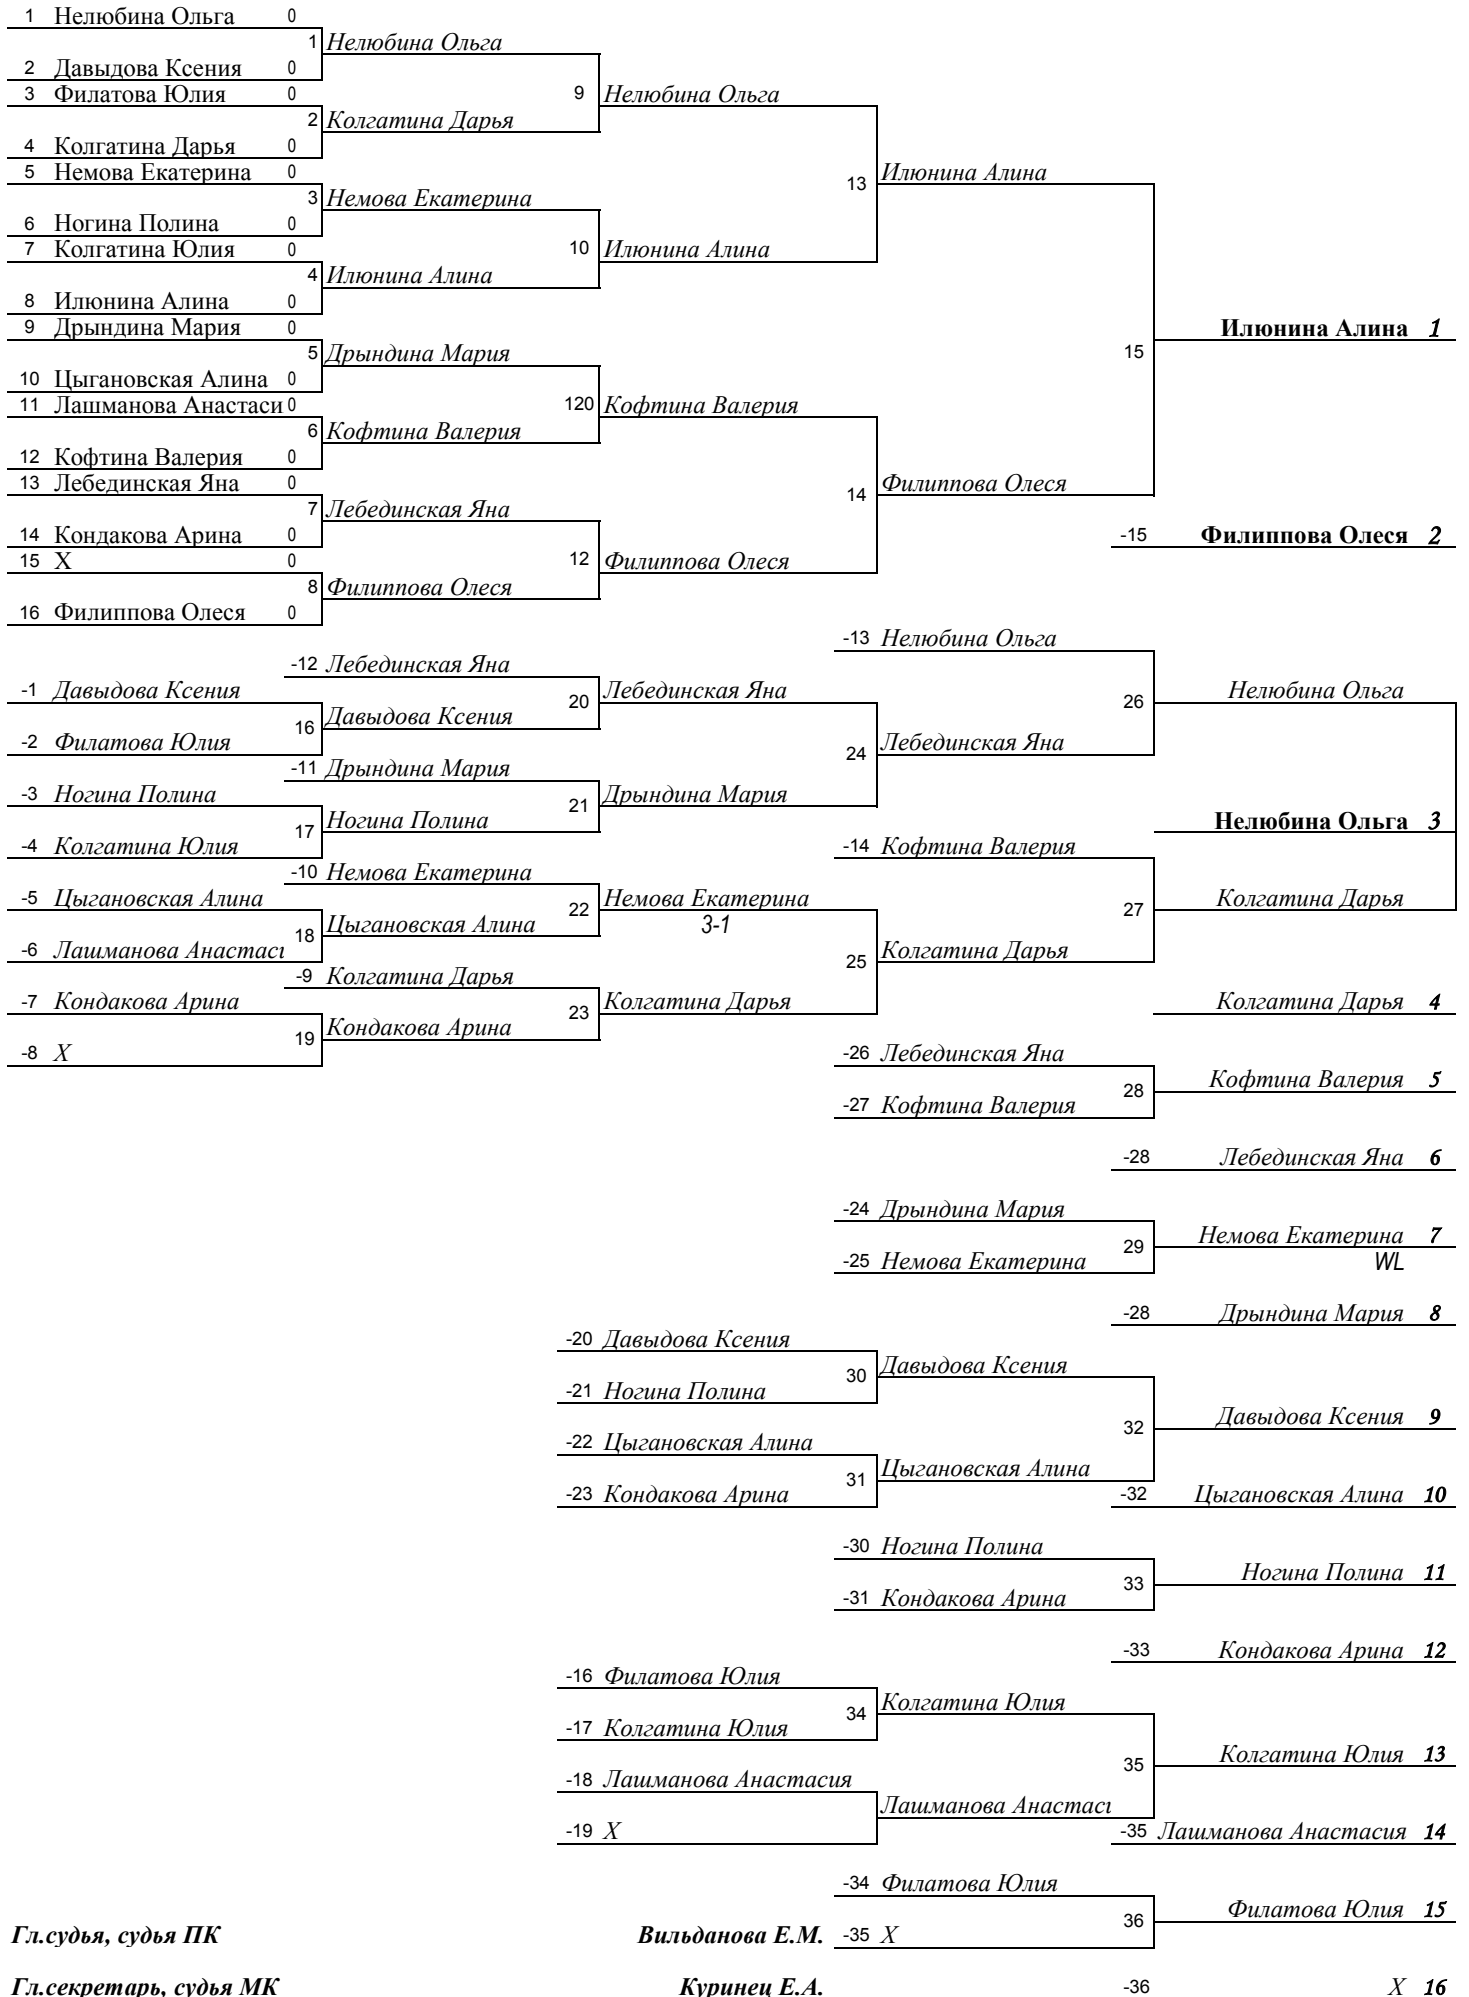 1 Нелюбина Ольга 0
1 Нелюбина Ольга
2 Давыдова Ксения 0
3 Филатова Юлия 0 9 Нелюбина Ольга
2 Колгатина Дарья
4 Колгатина Дарья 0
5 Немова Екатерина 0 13 Илюнина Алина
3 Немова Екатерина
6 Ногина Полина 0
7 Колгатина Юлия 0 10 Илюнина Алина
4 Илюнина Алина
8 Илюнина Алина 0
9 Дрындина Мария 0 Илюнина Алина 1
5 Дрындина Мария 15
10 Цыгановская Алина 0
11 Лашманова Анастаси 0 120 Кофтина Валерия
6 Кофтина Валерия
12 Кофтина Валерия 0
13 Лебединская Яна 0 14 Филиппова Олеся
7 Лебединская Яна
14 Кондакова Арина 0 -15 Филиппова Олеся 2
15 X 0 12 Филиппова Олеся
8 Филиппова Олеся
16 Филиппова Олеся 0
-13 Нелюбина Ольга
-12 Лебединская Яна
-1 Давыдова Ксения 20 Лебединская Яна 26 Нелюбина Ольга
16 Давыдова Ксения
-2 Филатова Юлия 24 Лебединская Яна
-11 Дрындина Мария
-3 Ногина Полина 21 Дрындина Мария
17 Ногина Полина Нелюбина Ольга 3
-4 Колгатина Юлия -14 Кофтина Валерия
-10 Немова Екатерина
-5 Цыгановская Алина 22 Немова Екатерина 27 Колгатина Дарья
18 Цыгановская Алина 3-1
-6 Лашманова Анастаси 25 Колгатина Дарья
-9 Колгатина Дарья
-7 Кондакова Арина 23 Колгатина Дарья Колгатина Дарья 4
19 Кондакова Арина
-8 X -26 Лебединская Яна
28 Кофтина Валерия 5
-27 Кофтина Валерия
-28 Лебединская Яна 6
-24 Дрындина Мария
29 Немова Екатерина 7
-25 Немова Екатерина WL
-28 Дрындина Мария 8
-20 Давыдова Ксения
30 Давыдова Ксения
-21 Ногина Полина
32 Давыдова Ксения 9
-22 Цыгановская Алина
31 Цыгановская Алина
-23 Кондакова Арина -32 Цыгановская Алина 10
-30 Ногина Полина
33 Ногина Полина 11
-31 Кондакова Арина
-33 Кондакова Арина 12
-16 Филатова Юлия
34 Колгатина Юлия
-17 Колгатина Юлия
35 Колгатина Юлия 13
-18 Лашманова Анастасия
Лашманова Анастаси
-19 X -35 Лашманова Анастасия 14
-34 Филатова Юлия
36 Филатова Юлия 15
Гл.судья, судья ПК Вильданова Е.М. -35 X
Гл.секретарь, судья МК Куринец Е.А. -36 X 16